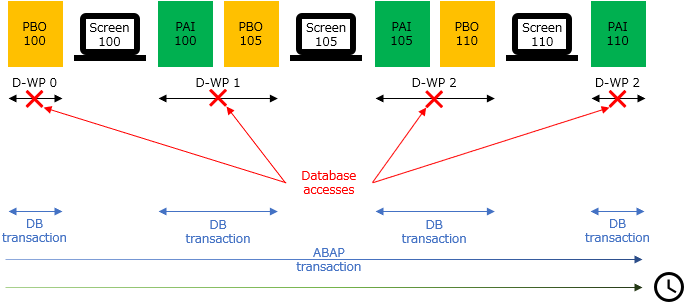 PBO
100
Screen
100
PAI
100
PBO
105
Screen
105
PAI
105
PBO
110
Screen
110
PAI
110
D-WP 0
D-WP 1
D-WP 2
D-WP 2
Database
accesses
DB
transaction
DB
transaction
DB
transaction
DB
transaction
ABAP
transaction